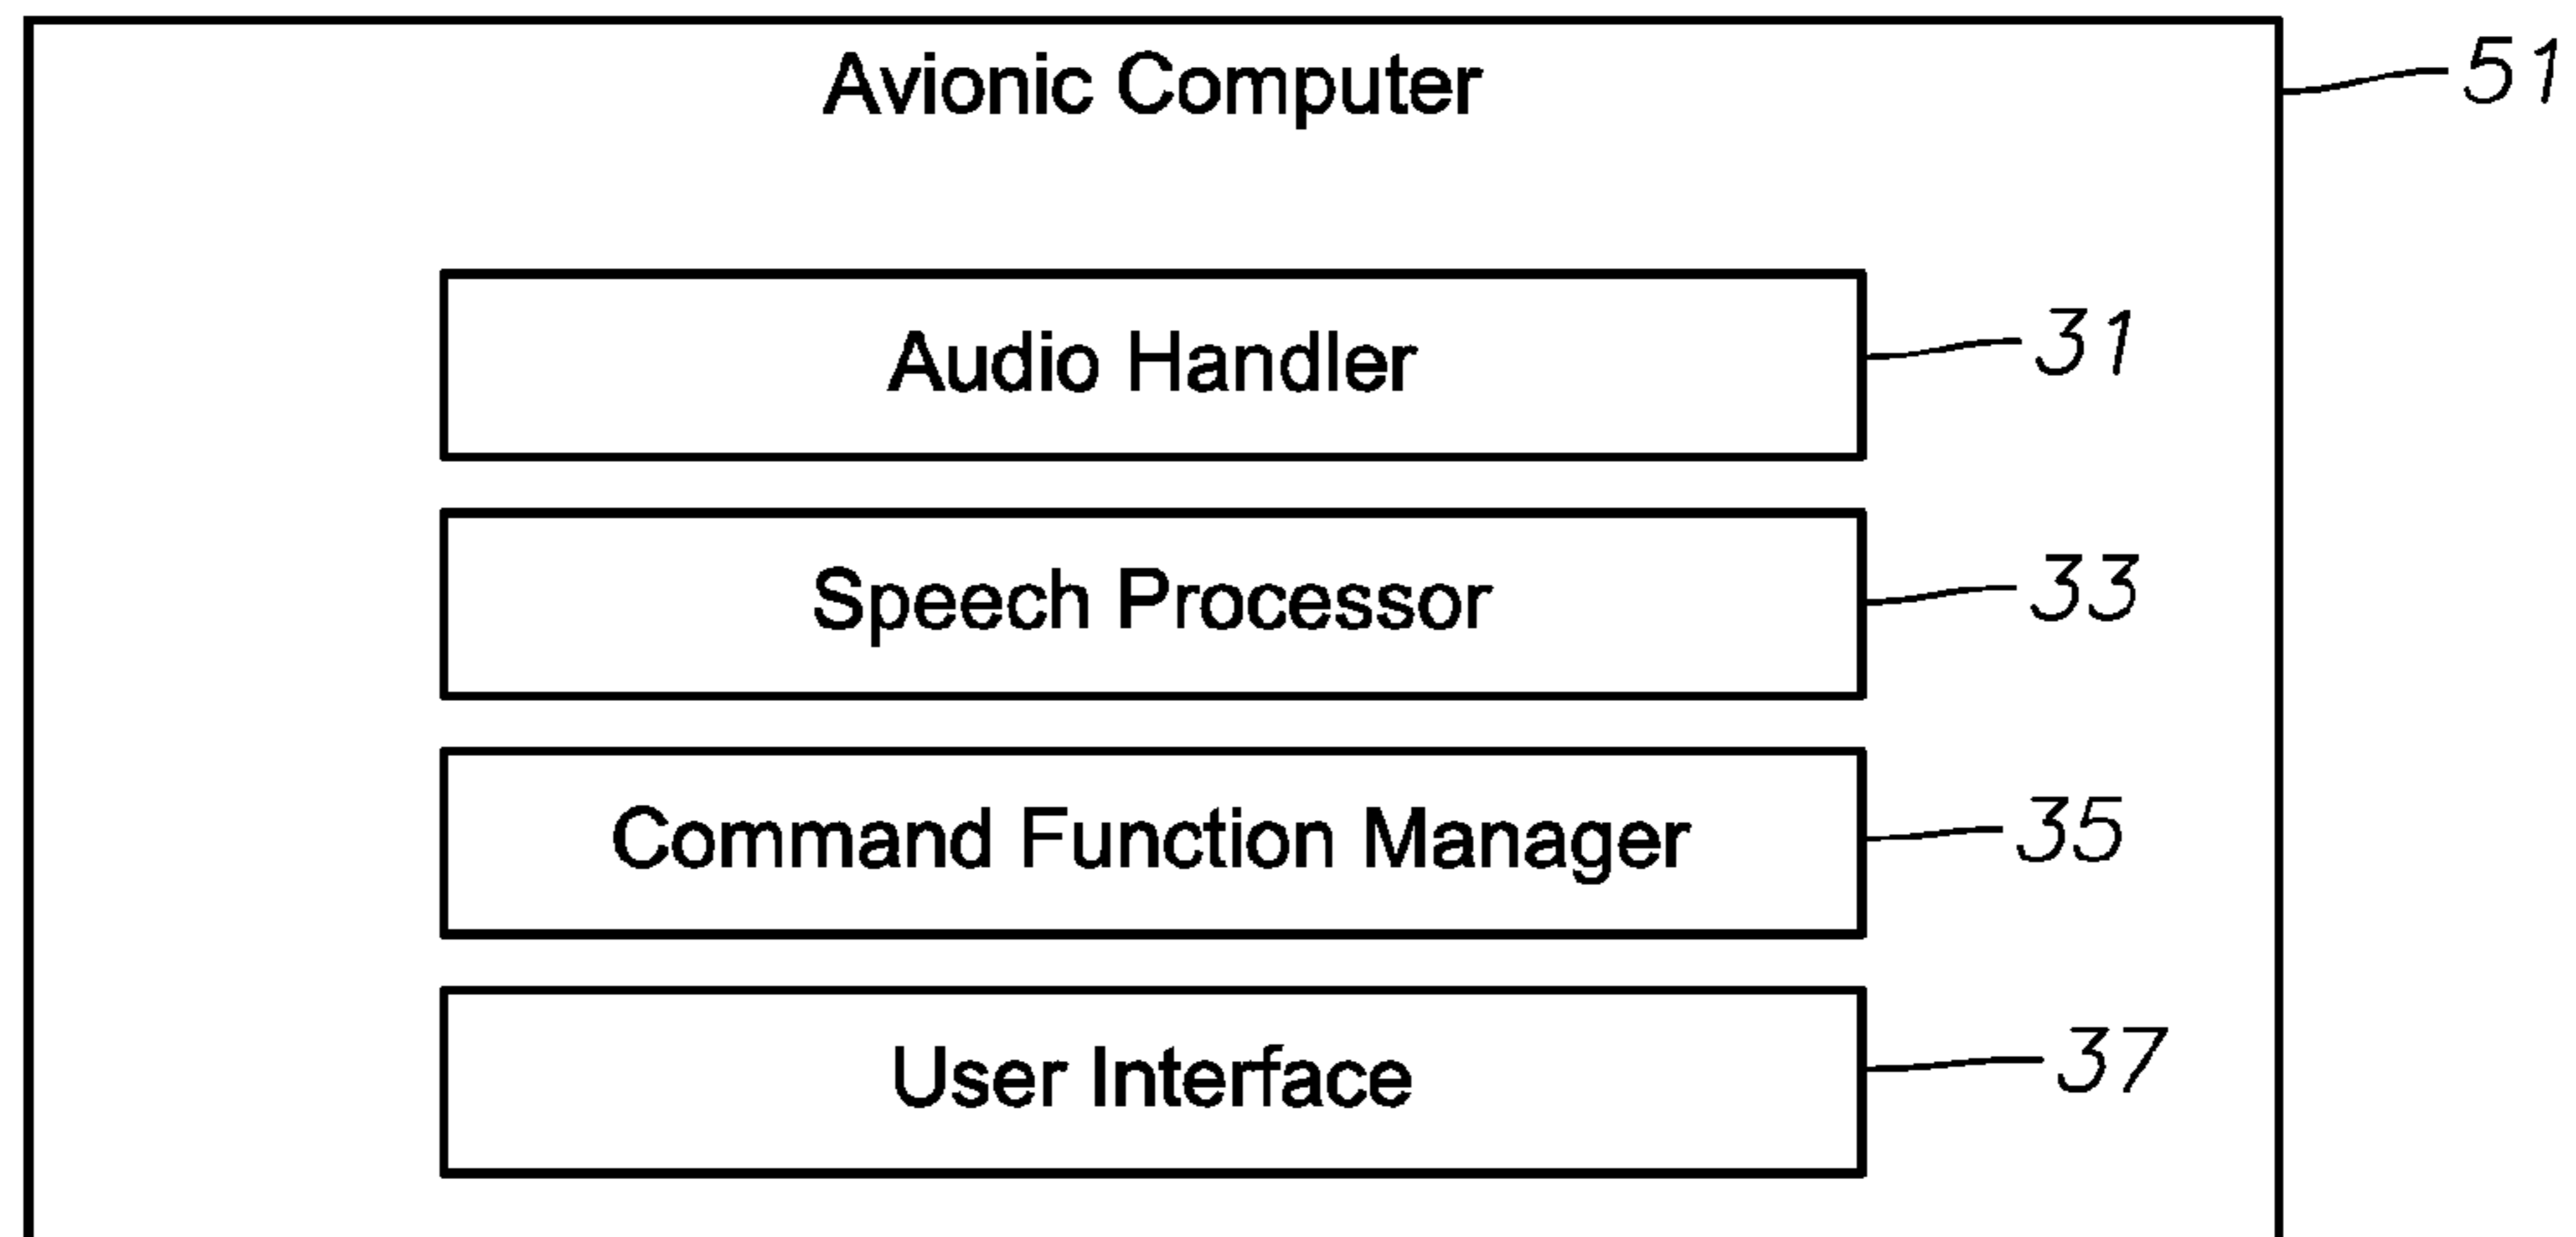 Avionic Computer 51
Audio Handler 31
Speech Processor 33
Command Function Manager 35
User Interface 37